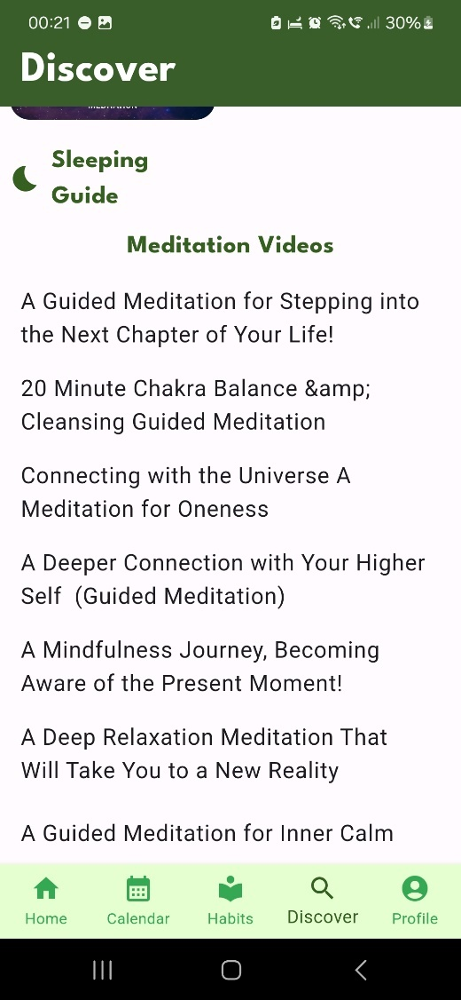 00:21
30%
Discover
MEDITATION
Sleeping
Guide
Meditation Videos
A Guided Meditation for Stepping into
the Next Chapter of Your Life!
20 Minute Chakra Balance &amp;
Cleansing Guided Meditation
Connecting with the Universe A
Meditation for Oneness
A Deeper Connection with Your Higher
Self  (Guided Meditation)
A Mindfulness Journey, Becoming
Aware of the Present Moment!
A Deep Relaxation Meditation That
Will Take You to a New Reality
A Guided Meditation for Inner Calm
Home Calendar Habits Discover Profile